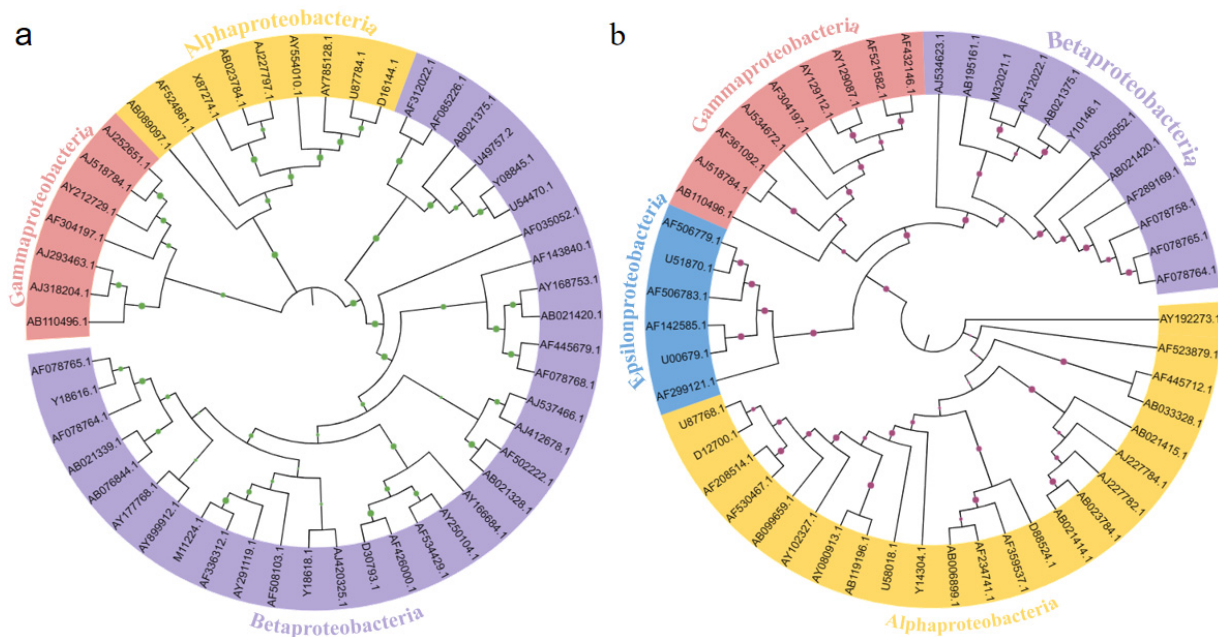 a
Alphaproteobacteria
AB089097.1
AF524861.1
X87274.1
AB023784.1
AJ227797.1
AY554010.1
AY785128.1
U87784.1
D16144.1
AF312022.1
AF085226.1
AB021375.1
U49757.2
Y08845.1
U54470.1
AF035052.1
AF143840.1
AY168753.1
AB021420.1
AF445679.1
AF078768.1
AJ537466.1
AJ412678.1
AF502222.1
AB021328.1
AY166684.1
AY250104.1
AF534429.1
AF426000.1
D30793.1
AJ420325.1
Y18618.1
AF508103.1
AY291119.1
AF336312.1
M11224.1
AY899912.1
AY177768.1
AB076844.1
AB021339.1
AF078764.1
Y18616.1
AF078765.1
Betaproteobacteria
AB110496.1
AJ318204.1
AJ293463.1
AF304197.1
AY212729.1
AJ518784.1
AJ252651.1
Gammaproteobacteria
b
Gammaproteobacteria
AB110496.1
AJ518784.1
AF361092.1
AJ534672.1
AF304197.1
AY129112.1
AY129087.1
AF521582.1
AF432146.1
Betaproteobacteria
AJ534623.1
AB195161.1
M32021.1
AF312022.1
AB021375.1
Y10146.1
AF035052.1
AB021420.1
AF289169.1
AF078758.1
AF078765.1
AF078764.1
AY192273.1
AF523879.1
AF445712.1
AB033328.1
AB021415.1
AJ227784.1
AJ227782.1
AB023784.1
AB021414.1
D88524.1
AF359537.1
AF234741.1
AB006899.1
Y14304.1
U58018.1
AB119196.1
AY080913.1
AY102327.1
AB099659.1
AF530467.1
AF208514.1
D12700.1
U87768.1
Alphaproteobacteria
AF299121.1
U00679.1
AF142585.1
AF506783.1
U51870.1
AF506779.1
Epsilonproteobacteria